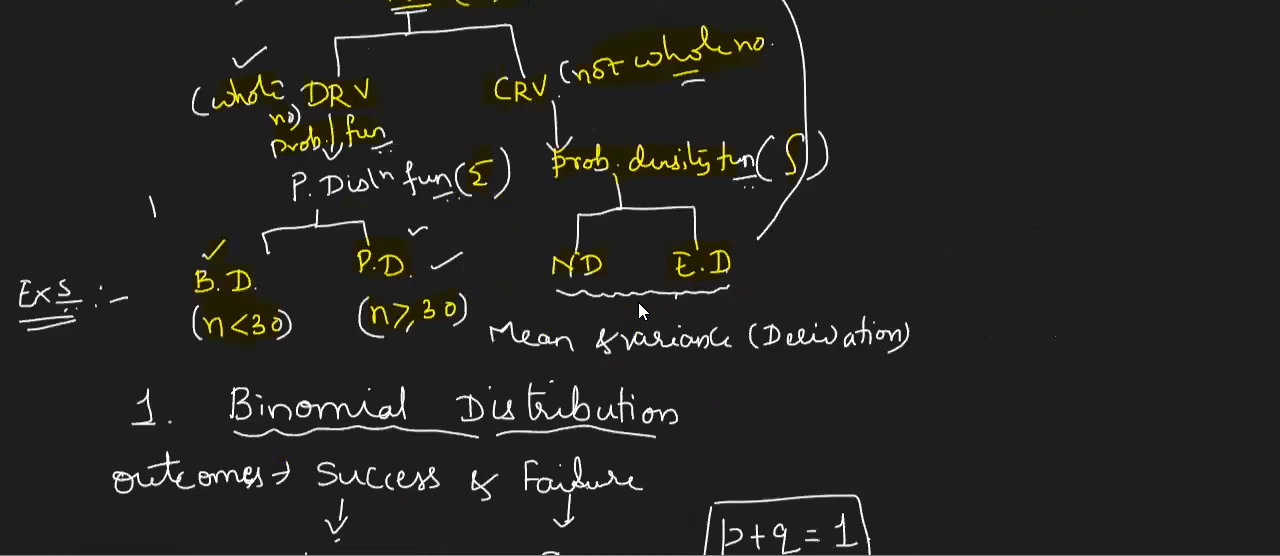 (whole no) DRV
CRV (not whole no.
prob. fun
P. Distn fun (Σ)
prob. density fun (∫)
B.D.
P.D.
ND
E.D
Exs :-
(n<30)
(n≥30)
Mean & variance (Derivation)
1. Binomial Distribution
outcomes → Success & Failure
p+q = 1